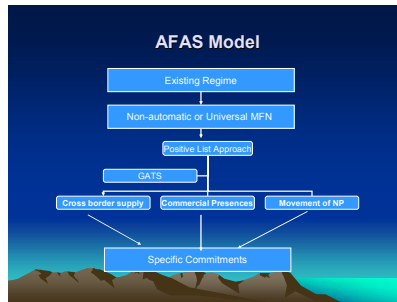 AFAS Model
Existing Regime
Non-automatic or Universal MFN
Positive List Approach
GATS
Cross border supply
Commercial Presences
Movement of NP
Specific Commitments